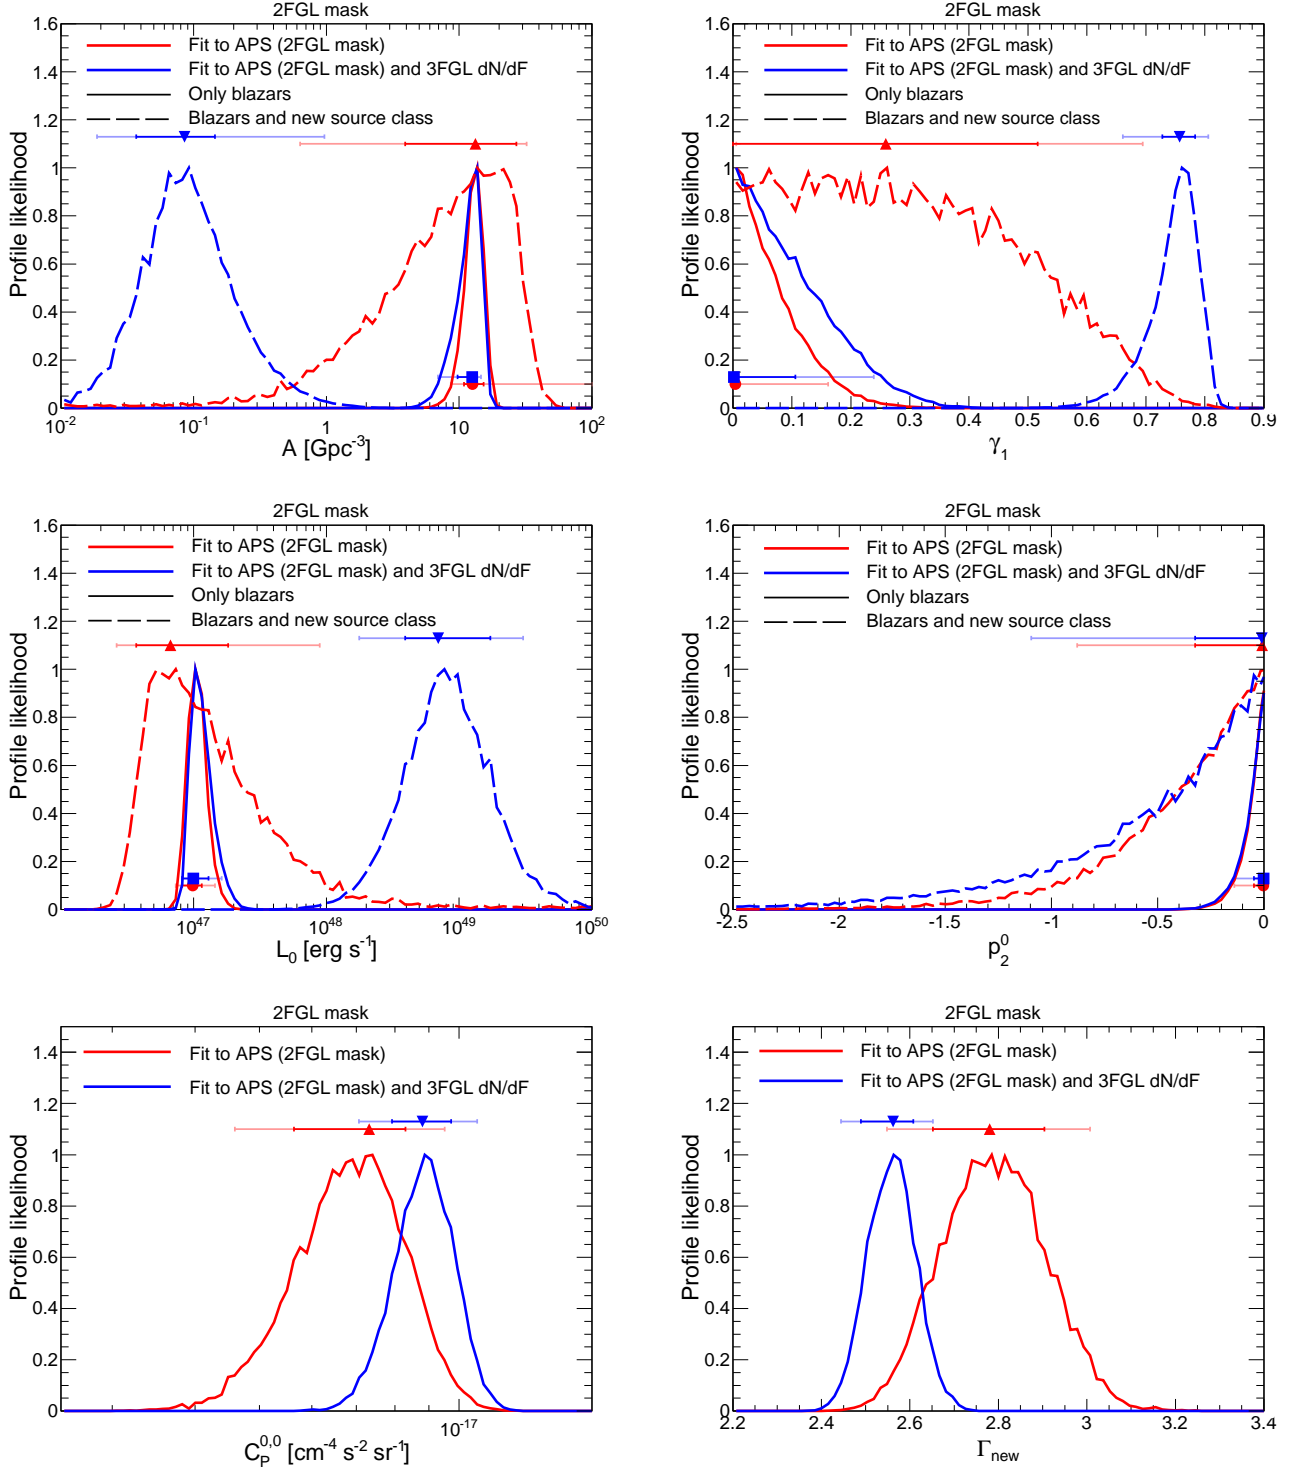 2FGL mask
Fit to APS (2FGL mask)
Fit to APS (2FGL mask) and 3FGL dN/dF
Only blazars
Blazars and new source class
Profile likelihood
1.6
1.4
1.2
1
0.8
0.6
0.4
0.2
0
10⁻²
10⁻¹
1
10
10²
A [Gpc⁻³]
2FGL mask
Fit to APS (2FGL mask)
Fit to APS (2FGL mask) and 3FGL dN/dF
Only blazars
Blazars and new source class
Profile likelihood
1.6
1.4
1.2
1
0.8
0.6
0.4
0.2
0
0 0.1 0.2 0.3 0.4 0.5 0.6 0.7 0.8 0.9
γ₁
2FGL mask
Fit to APS (2FGL mask)
Fit to APS (2FGL mask) and 3FGL dN/dF
Only blazars
Blazars and new source class
Profile likelihood
1.6
1.4
1.2
1
0.8
0.6
0.4
0.2
0
10⁴⁷ 10⁴⁸ 10⁴⁹ 10⁵⁰
L₀ [erg s⁻¹]
2FGL mask
Fit to APS (2FGL mask)
Fit to APS (2FGL mask) and 3FGL dN/dF
Only blazars
Blazars and new source class
Profile likelihood
1.6
1.4
1.2
1
0.8
0.6
0.4
0.2
0
-2.5 -2 -1.5 -1 -0.5 0
p₂⁰
2FGL mask
Fit to APS (2FGL mask)
Fit to APS (2FGL mask) and 3FGL dN/dF
Profile likelihood
1.4
1.2
1
0.8
0.6
0.4
0.2
0
10⁻¹⁷
C_P^{0,0} [cm⁻⁴ s⁻² sr⁻¹]
2FGL mask
Fit to APS (2FGL mask)
Fit to APS (2FGL mask) and 3FGL dN/dF
Profile likelihood
1.4
1.2
1
0.8
0.6
0.4
0.2
0
2.2 2.4 2.6 2.8 3 3.2 3.4
Γ_new